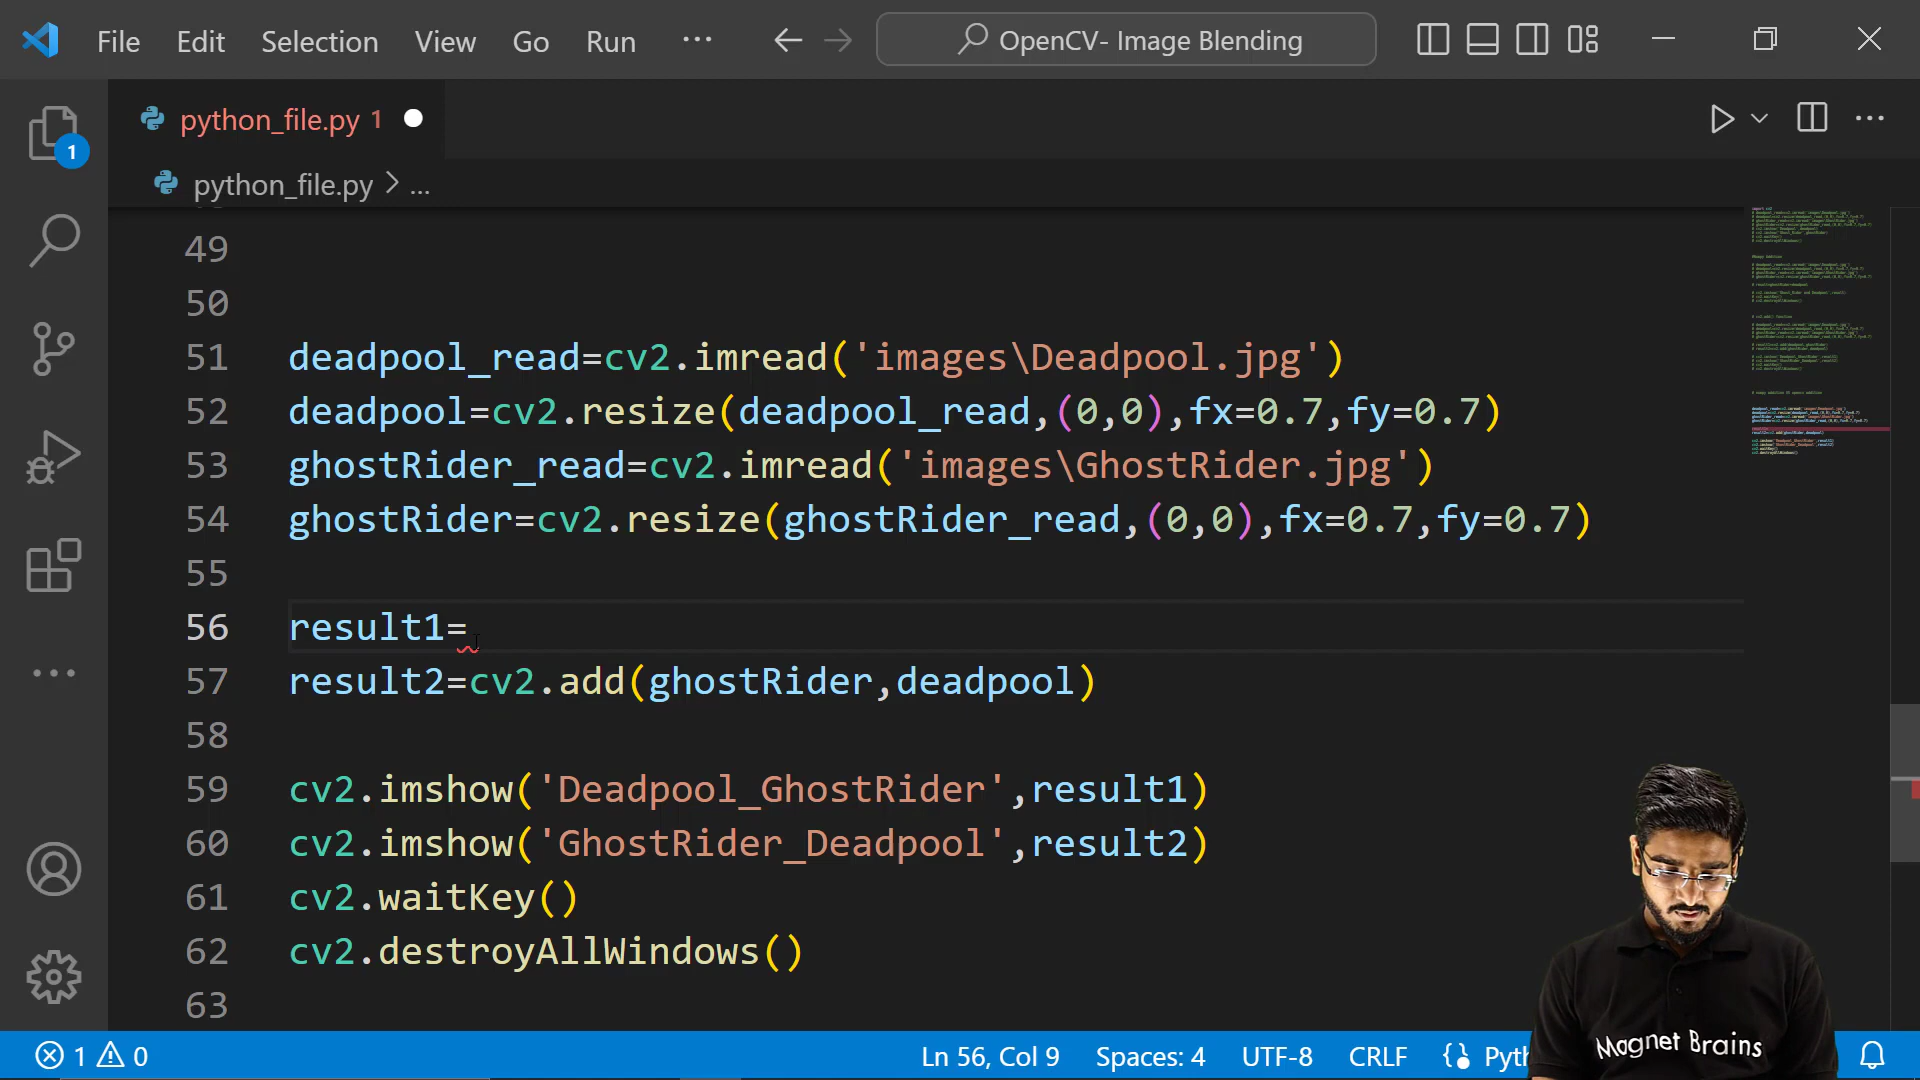 File Edit Selection View Go Run ... OpenCV- Image Blending
python_file.py 1
python_file.py > ...
1
49
50
51 deadpool_read=cv2.imread('images\Deadpool.jpg')
52 deadpool=cv2.resize(deadpool_read,(0,0),fx=0.7,fy=0.7)
53 ghostRider_read=cv2.imread('images\GhostRider.jpg')
54 ghostRider=cv2.resize(ghostRider_read,(0,0),fx=0.7,fy=0.7)
55
56 result1=
57 result2=cv2.add(ghostRider,deadpool)
58
59 cv2.imshow('Deadpool_GhostRider',result1)
60 cv2.imshow('GhostRider_Deadpool',result2)
61 cv2.waitKey()
62 cv2.destroyAllWindows()
63
Magnet Brains
1 0 Ln 56, Col 9 Spaces: 4 UTF-8 CRLF